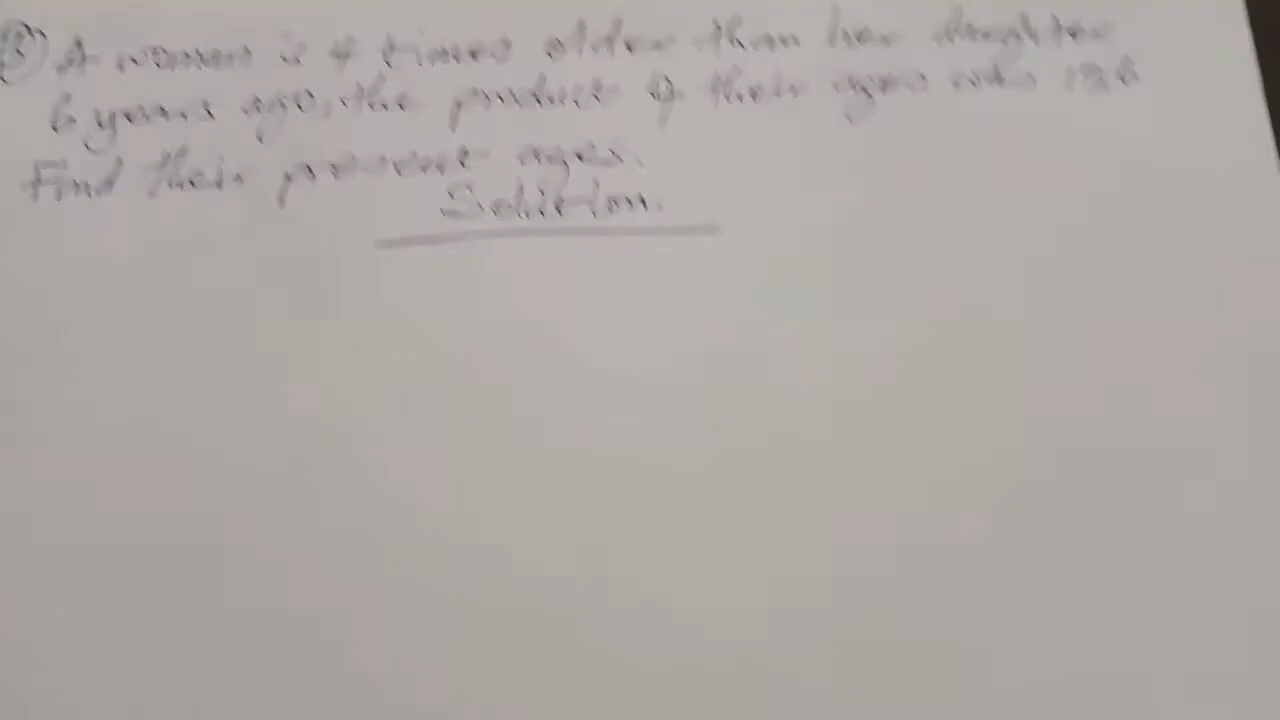 A woman is 4 times older than her daughter
6 years ago, the product of their ages was 136
Find their present ages.
Solution.